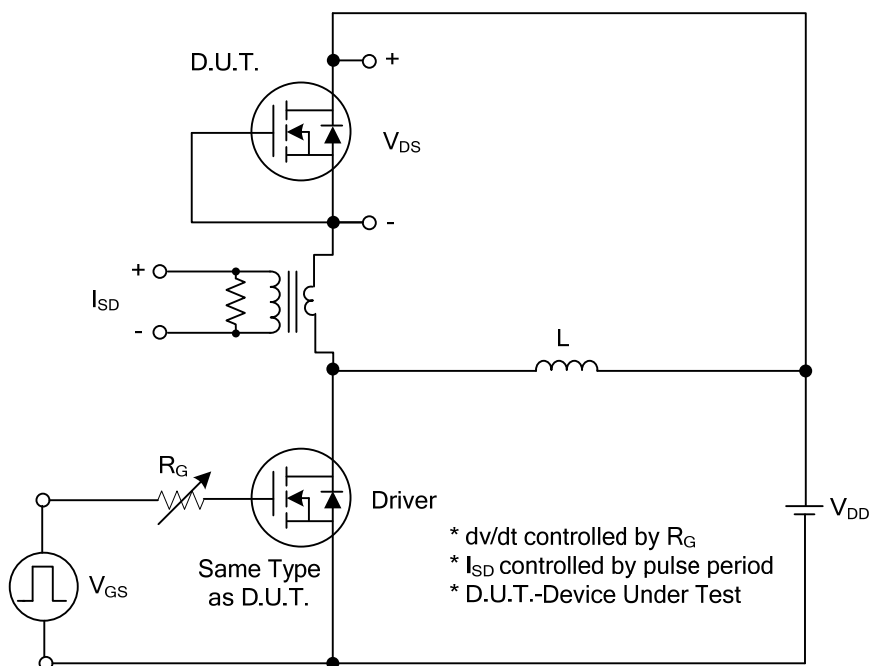 D.U.T.
+
V_DS
-
+
I_SD
-
L
R_G
Driver
V_DD
V_GS
Same Type
as D.U.T.
* dv/dt controlled by R_G
* I_SD controlled by pulse period
* D.U.T.-Device Under Test